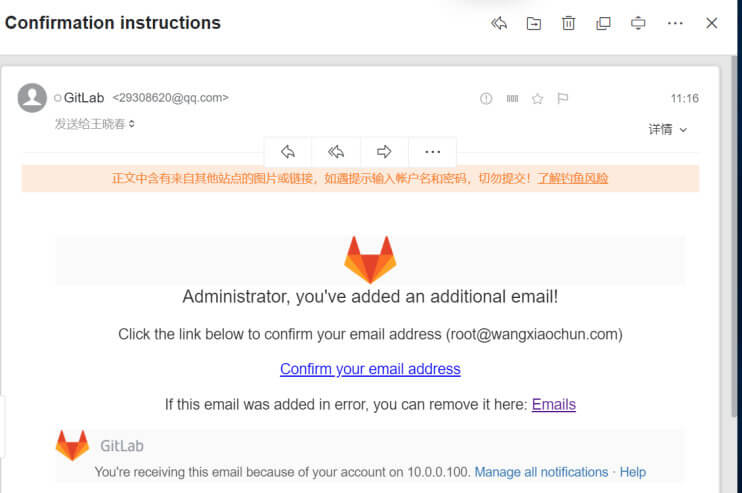 Confirmation instructions
GitLab <29308620@qq.com>
11:16
发送给王晓春
详情
正文中含有来自其他站点的图片或链接，如遇提示输入帐户名和密码，切勿提交！了解钓鱼风险
Administrator, you've added an additional email!
Click the link below to confirm your email address (root@wangxiaochun.com)
Confirm your email address
If this email was added in error, you can remove it here: Emails
GitLab
You're receiving this email because of your account on 10.0.0.100. Manage all notifications · Help